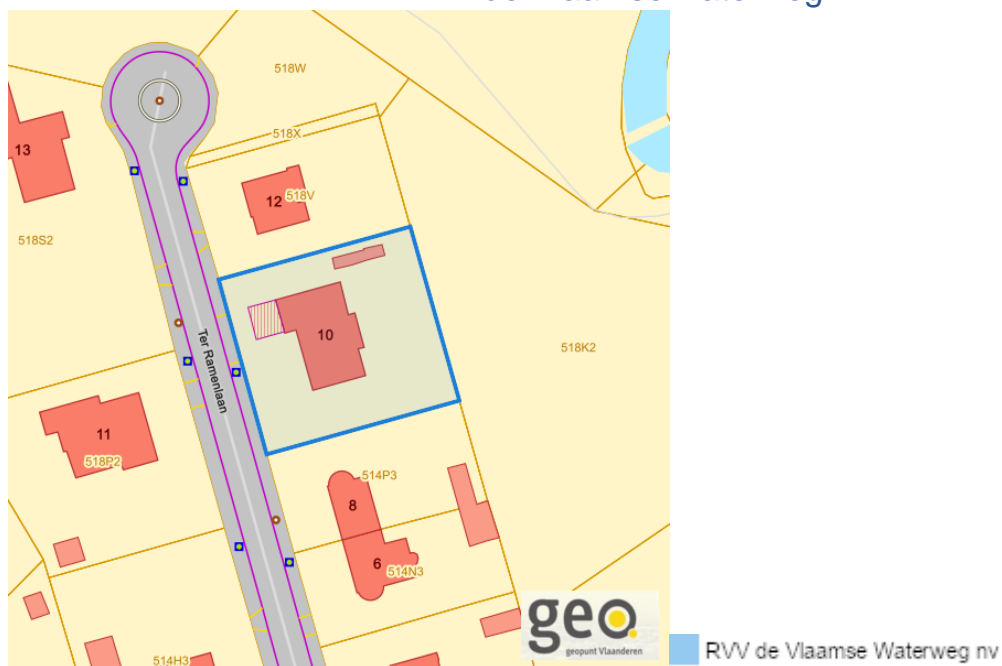 518W
518X
13
12
518V
518S2
10
Ter Ramenlaan
518K2
11
518P2
514P3
8
6
514N3
514H3
geo
geopunt Vlaanderen
RVV de Vlaamse Waterweg nv